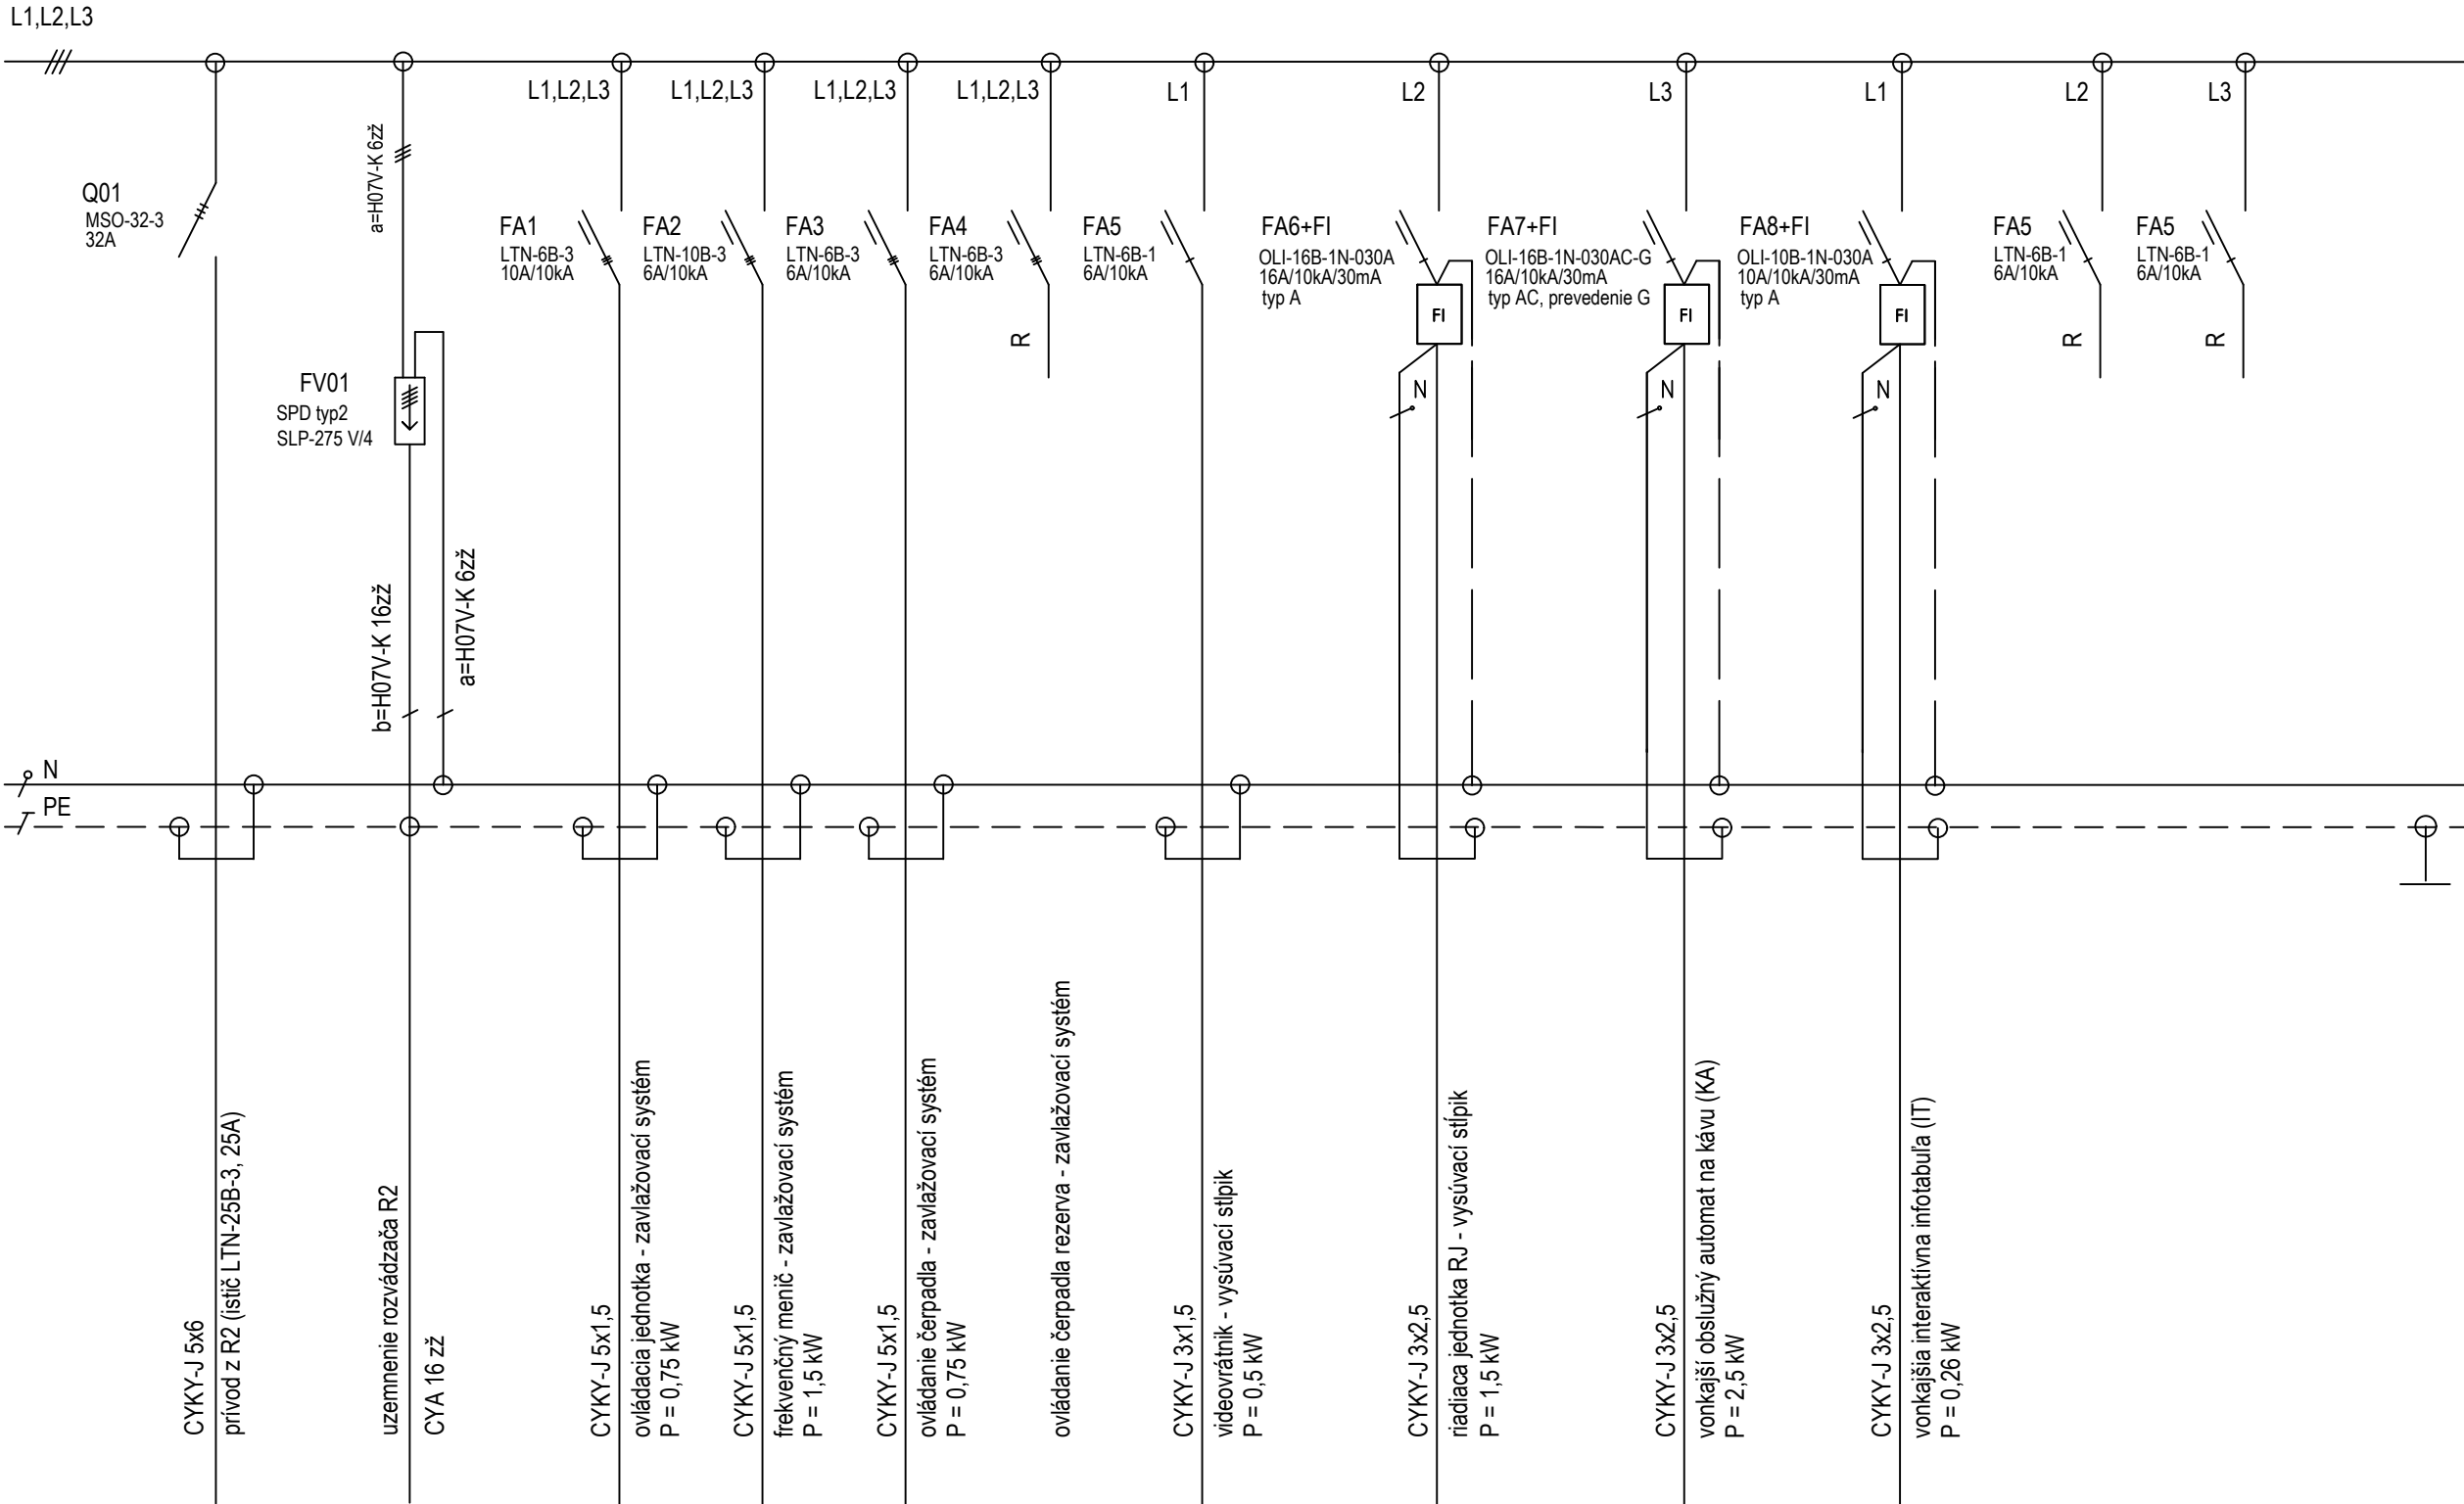 L1,L2,L3
L1,L2,L3
L1,L2,L3
L1,L2,L3
L1,L2,L3
L1
L2
L3
L1
L2
L3
a=H07V-K 6zž
Q01
MSO-32-3
32A
FA1
LTN-6B-3
10A/10kA
FA2
LTN-10B-3
6A/10kA
FA3
LTN-6B-3
6A/10kA
FA4
LTN-6B-3
6A/10kA
R
FA5
LTN-6B-1
6A/10kA
FA6+FI
OLI-16B-1N-030A
16A/10kA/30mA
typ A
FI
N
FA7+FI
OLI-16B-1N-030AC-G
16A/10kA/30mA
typ AC, prevedenie G
FI
N
FA8+FI
OLI-10B-1N-030A
10A/10kA/30mA
typ A
FI
N
FA5
LTN-6B-1
6A/10kA
R
FA5
LTN-6B-1
6A/10kA
R
FV01
SPD typ2
SLP-275 V/4
b=H07V-K 16zž
a=H07V-K 6zž
N
PE
CYKY-J 5x6
prívod z R2 (istič LTN-25B-3, 25A)
uzemnenie rozvádzača R2
CYA 16 zž
CYKY-J 5x1,5
ovládacia jednotka - zavlažovací systém
P = 0,75 kW
CYKY-J 5x1,5
frekvenčný menič - zavlažovací systém
P = 1,5 kW
CYKY-J 5x1,5
ovládanie čerpadla - zavlažovací systém
P = 0,75 kW
ovládanie čerpadla rezerva - zavlažovací systém
CYKY-J 3x1,5
videovrátnik - vysúvací stĺpik
P = 0,5 kW
CYKY-J 3x2,5
riadiaca jednotka RJ - vysúvací stĺpik
P = 1,5 kW
CYKY-J 3x2,5
vonkajší obslužný automat na kávu (KA)
P = 2,5 kW
CYKY-J 3x2,5
vonkajšia interaktívna infotabuľa (IT)
P = 0,26 kW